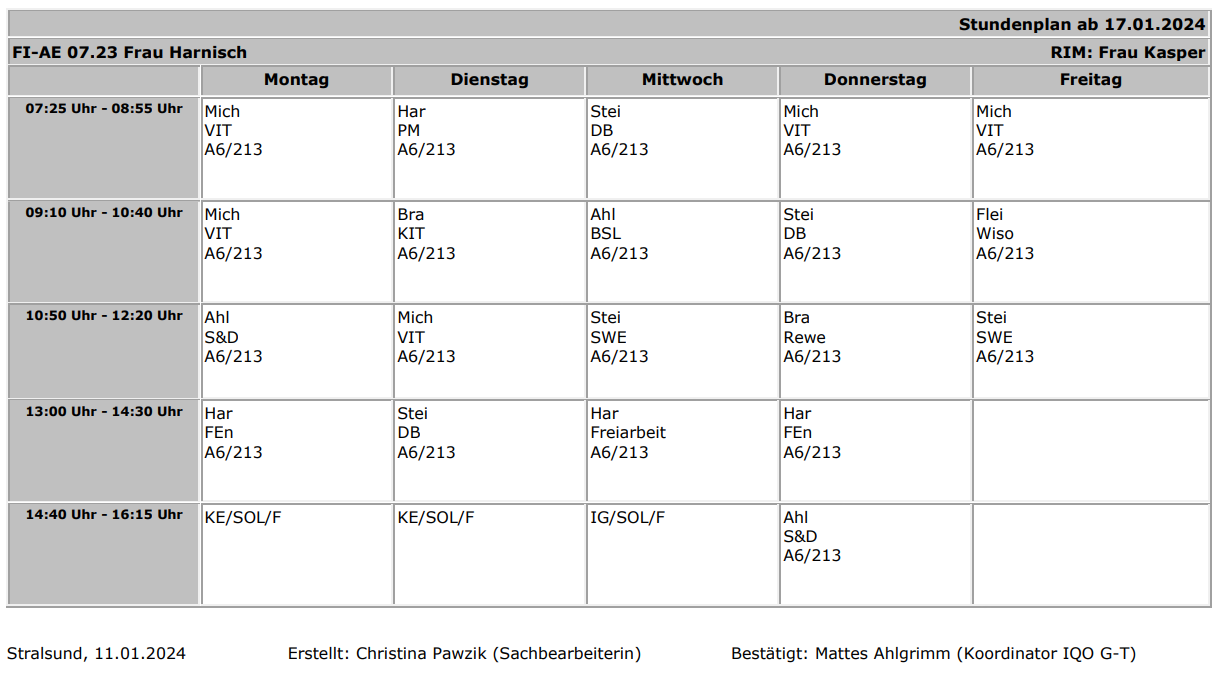 Stundenplan ab 17.01.2024
FI-AE 07.23 Frau Harnisch RIM: Frau Kasper
Montag Dienstag Mittwoch Donnerstag Freitag
07:25 Uhr - 08:55 Uhr Mich Har Stei Mich Mich
VIT PM DB VIT VIT
A6/213 A6/213 A6/213 A6/213 A6/213
09:10 Uhr - 10:40 Uhr Mich Bra Ahl Stei Flei
VIT KIT BSL DB Wiso
A6/213 A6/213 A6/213 A6/213 A6/213
10:50 Uhr - 12:20 Uhr Ahl Mich Stei Bra Stei
S&D VIT SWE Rewe SWE
A6/213 A6/213 A6/213 A6/213 A6/213
13:00 Uhr - 14:30 Uhr Har Stei Har Har
FEn DB Freiarbeit FEn
A6/213 A6/213 A6/213 A6/213
14:40 Uhr - 16:15 Uhr KE/SOL/F KE/SOL/F IG/SOL/F Ahl
S&D
A6/213
Stralsund, 11.01.2024 Erstellt: Christina Pawzik (Sachbearbeiterin) Bestätigt: Mattes Ahlgrimm (Koordinator IQO G-T)